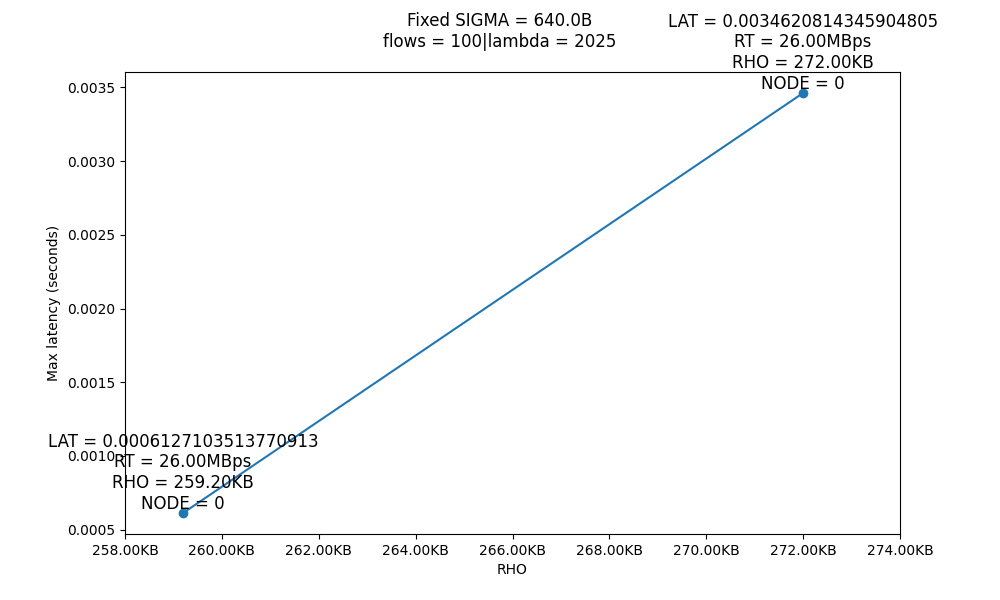 Fixed SIGMA = 640.0B
flows = 100|lambda = 2025
LAT = 0.0034620814345904805
RT = 26.00MBps
RHO = 272.00KB
NODE = 0
0.0035
0.0030
0.0025
0.0020
0.0015
0.0010
0.0005
Max latency (seconds)
LAT = 0.0006127103513770913
RT = 26.00MBps
RHO = 259.20KB
NODE = 0
258.00KB 260.00KB 262.00KB 264.00KB 266.00KB 268.00KB 270.00KB 272.00KB 274.00KB
RHO